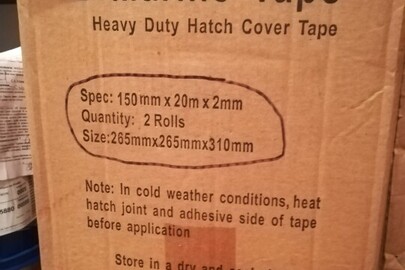 Heavy Duty Hatch Cover Tape
Spec: 150mm x 20m x 2mm
Quantity: 2 Rolls
Size:265mmx265mmx310mm
Note: In cold weather conditions, heat
hatch joint and adhesive side of tape
before application
Store in a dry and